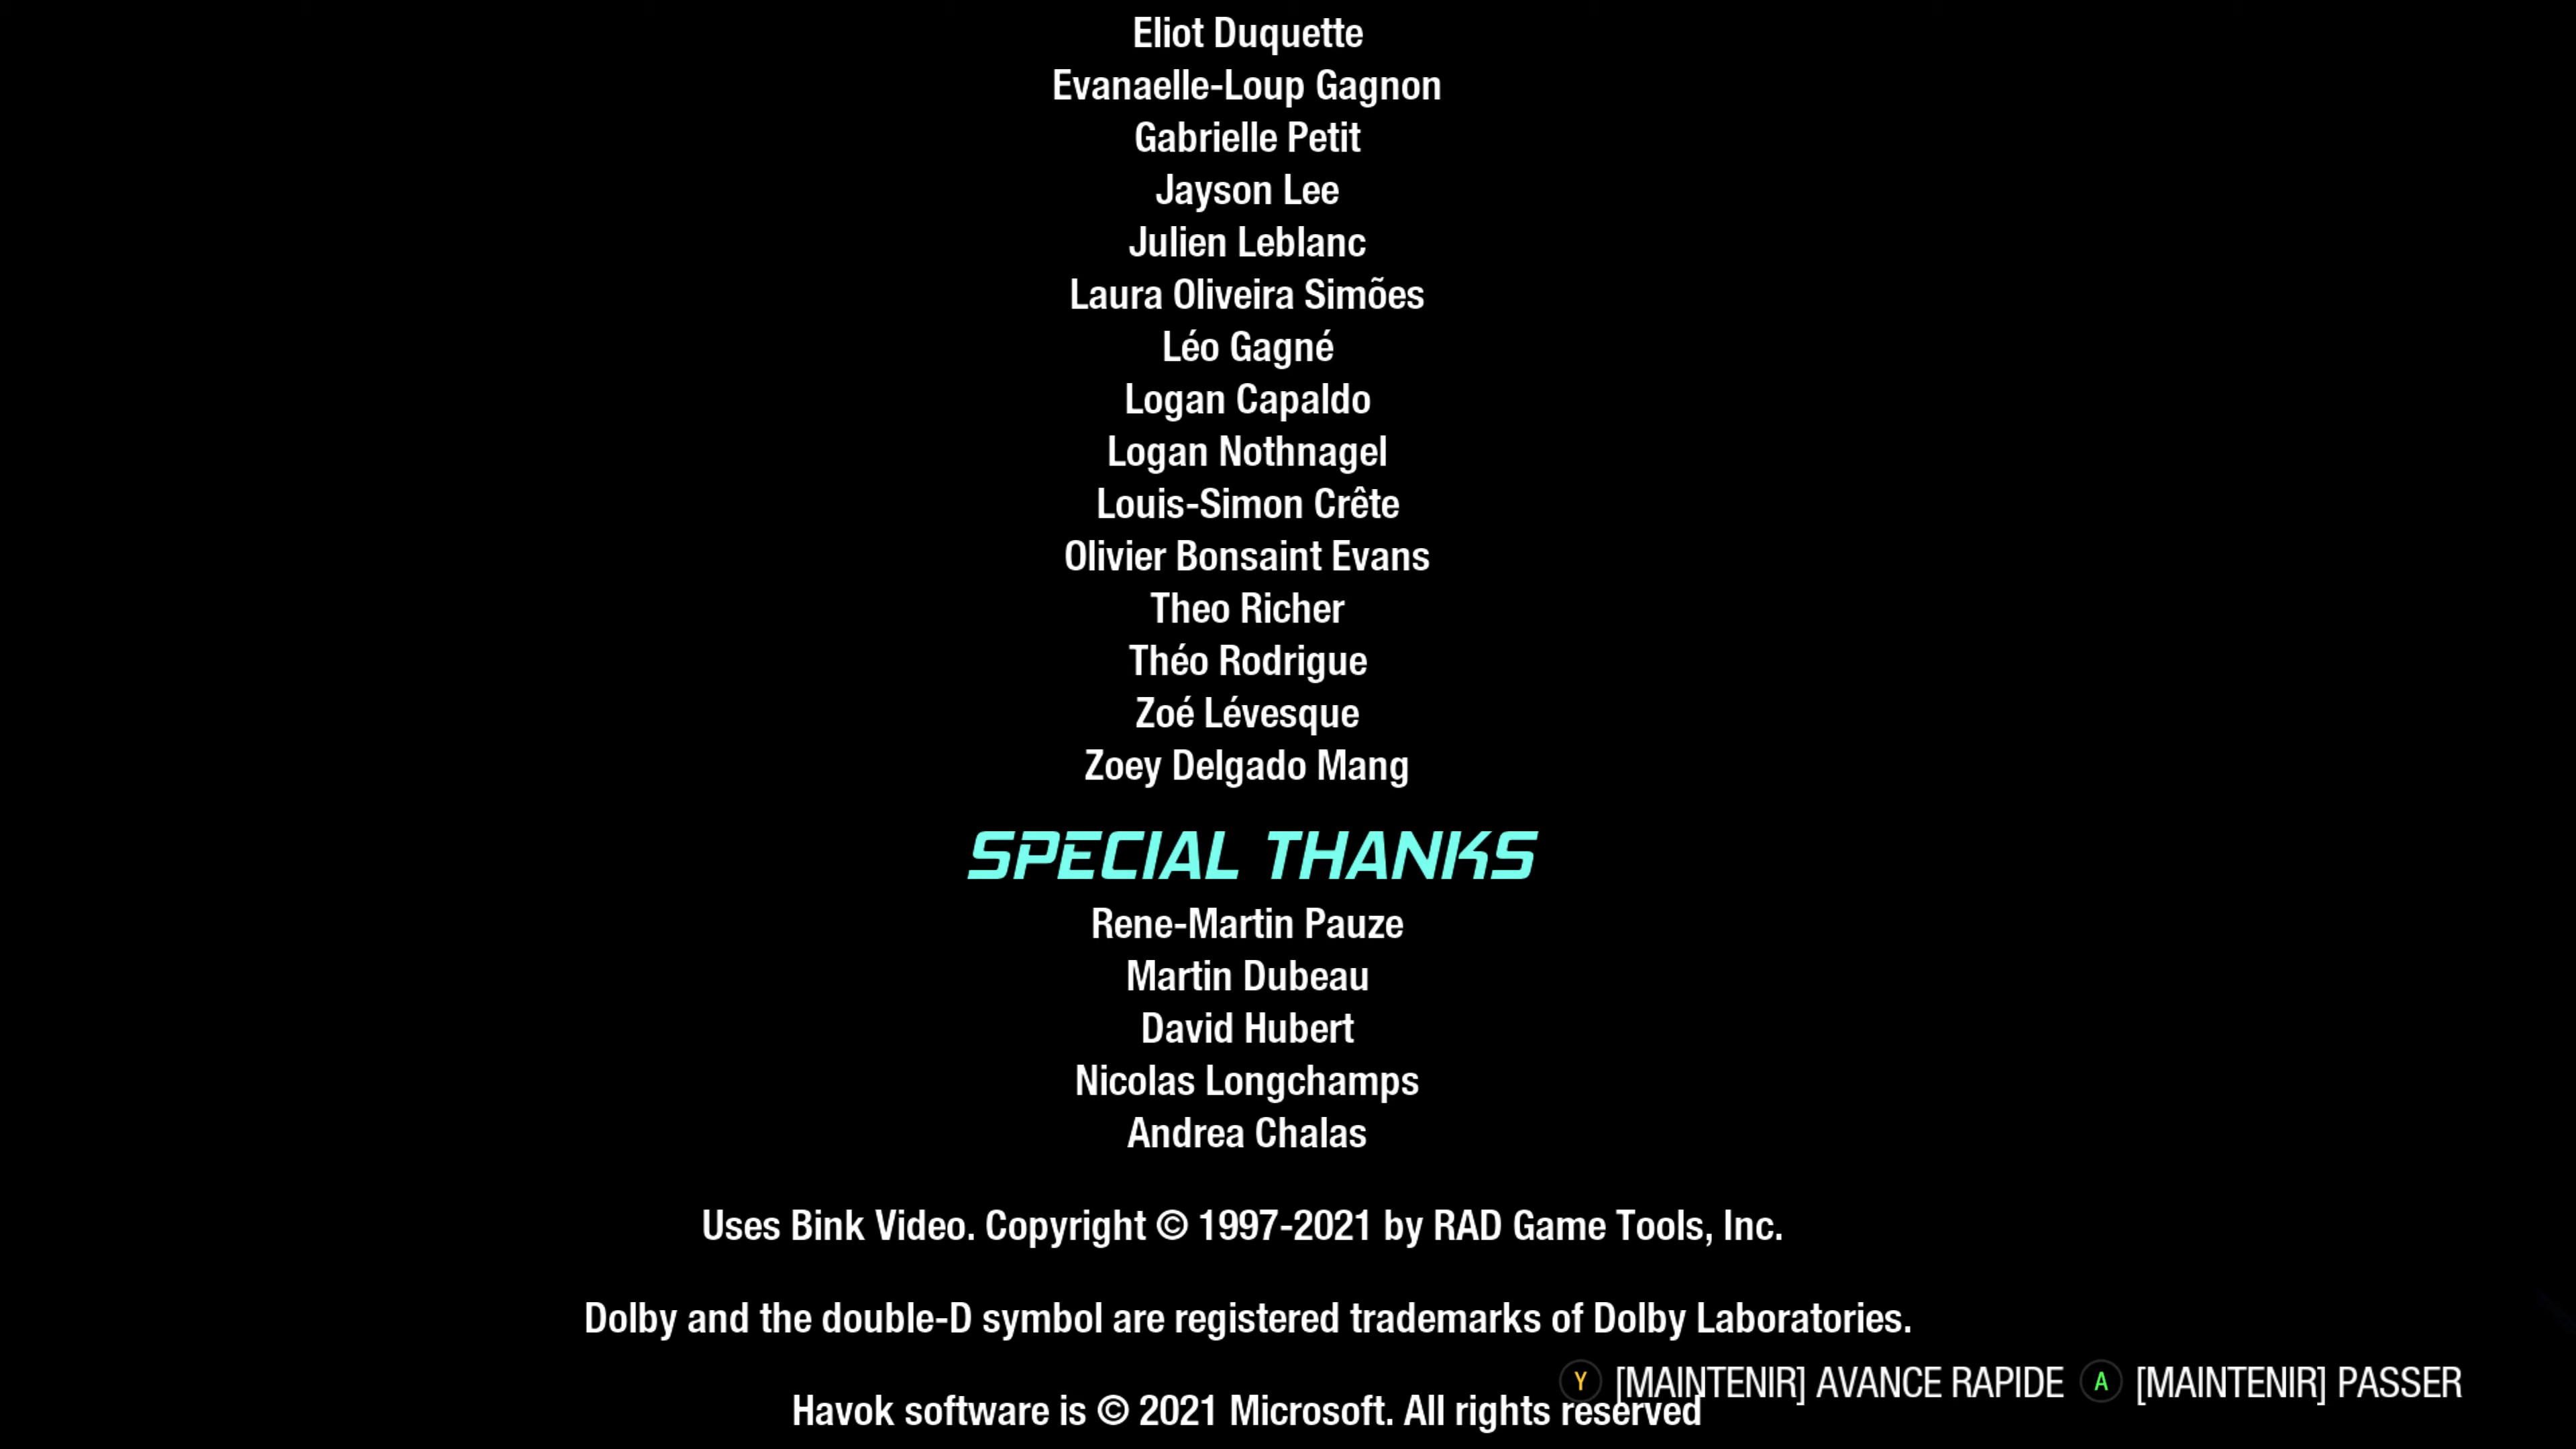 Eliot Duquette
Evanaelle-Loup Gagnon
Gabrielle Petit
Jayson Lee
Julien Leblanc
Laura Oliveira Simões
Léo Gagné
Logan Capaldo
Logan Nothnagel
Louis-Simon Crête
Olivier Bonsaint Evans
Theo Richer
Théo Rodrigue
Zoé Lévesque
Zoey Delgado Mang
SPECIAL THANKS
Rene-Martin Pauze
Martin Dubeau
David Hubert
Nicolas Longchamps
Andrea Chalas
Uses Bink Video. Copyright © 1997-2021 by RAD Game Tools, Inc.
Dolby and the double-D symbol are registered trademarks of Dolby Laboratories.
Y [MAINTENIR] AVANCE RAPIDE A [MAINTENIR] PASSER
Havok software is © 2021 Microsoft. All rights reserved